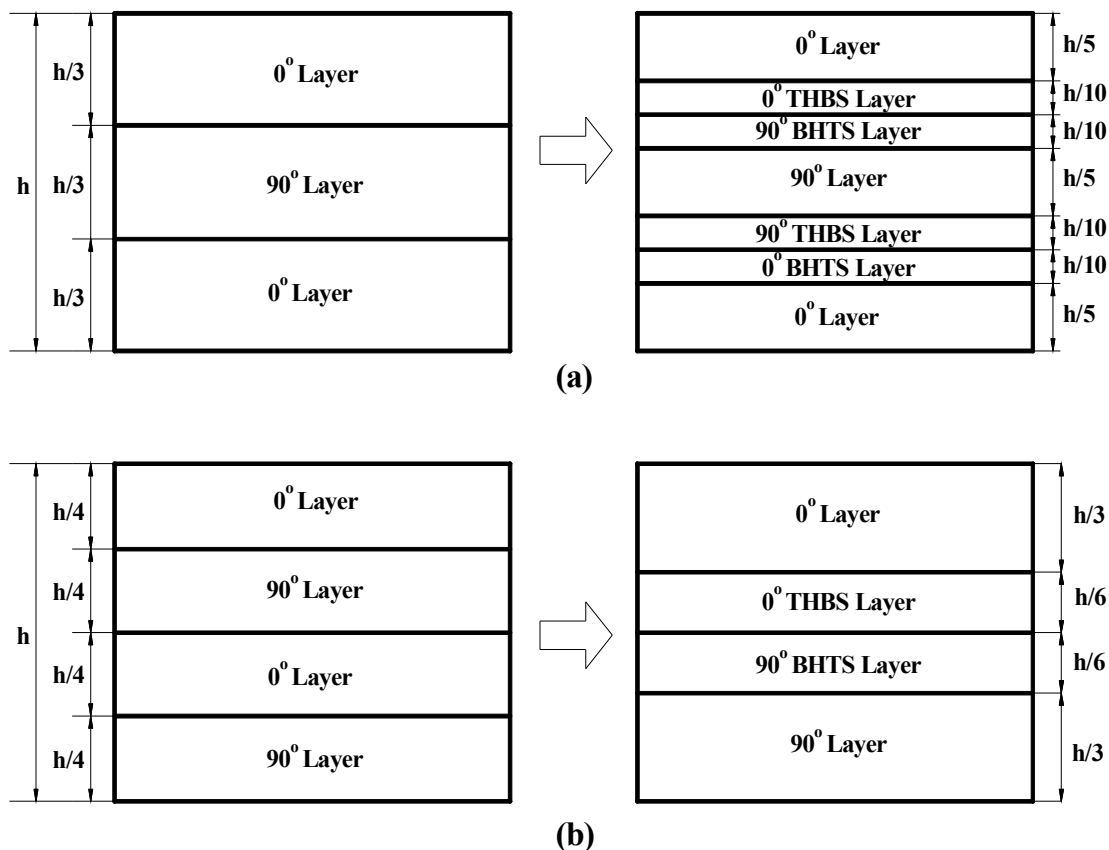 0° Layer
h/3
90° Layer
h/3
h
0° Layer
h/3
0° Layer
h/5
0° THBS Layer
h/10
90° BHTS Layer
h/10
90° Layer
h/5
90° THBS Layer
h/10
0° BHTS Layer
h/10
0° Layer
h/5
(a)
0° Layer
h/4
90° Layer
h/4
h
0° Layer
h/4
90° Layer
h/4
0° Layer
h/3
0° THBS Layer
h/6
90° BHTS Layer
h/6
90° Layer
h/3
(b)